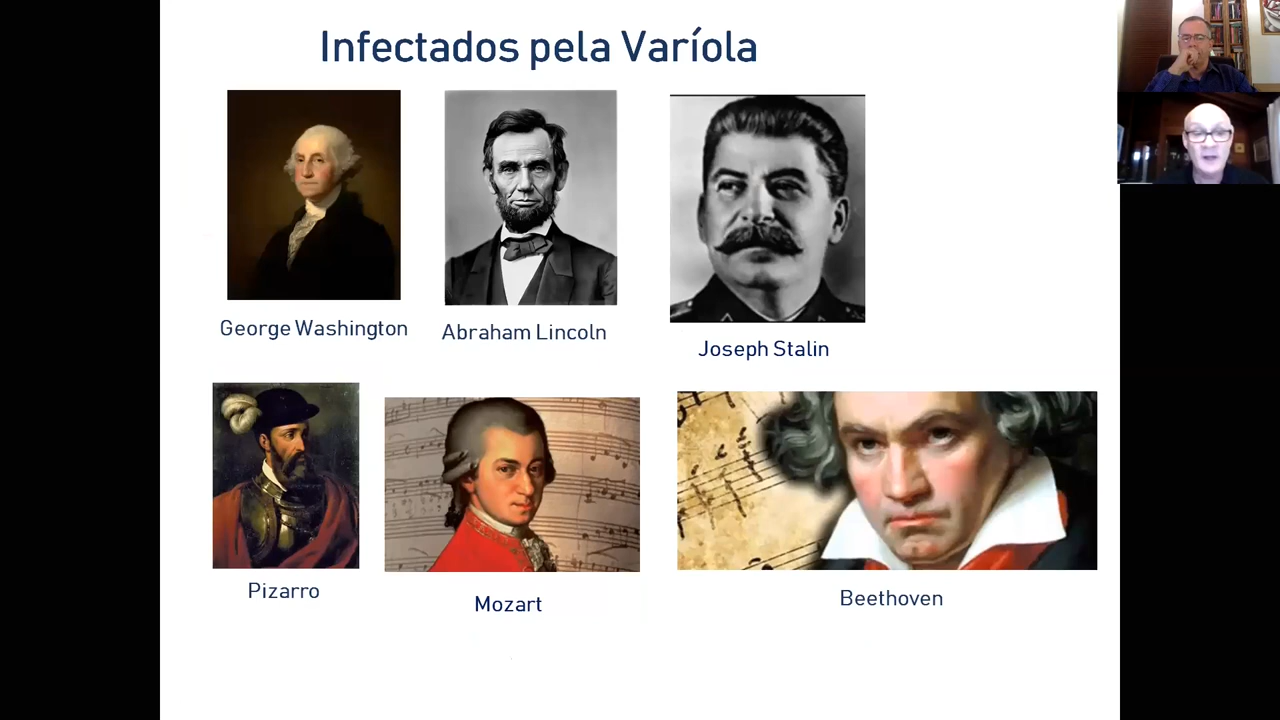 Infectados pela Varíola
George Washington
Abraham Lincoln
Joseph Stalin
Pizarro
Mozart
Beethoven